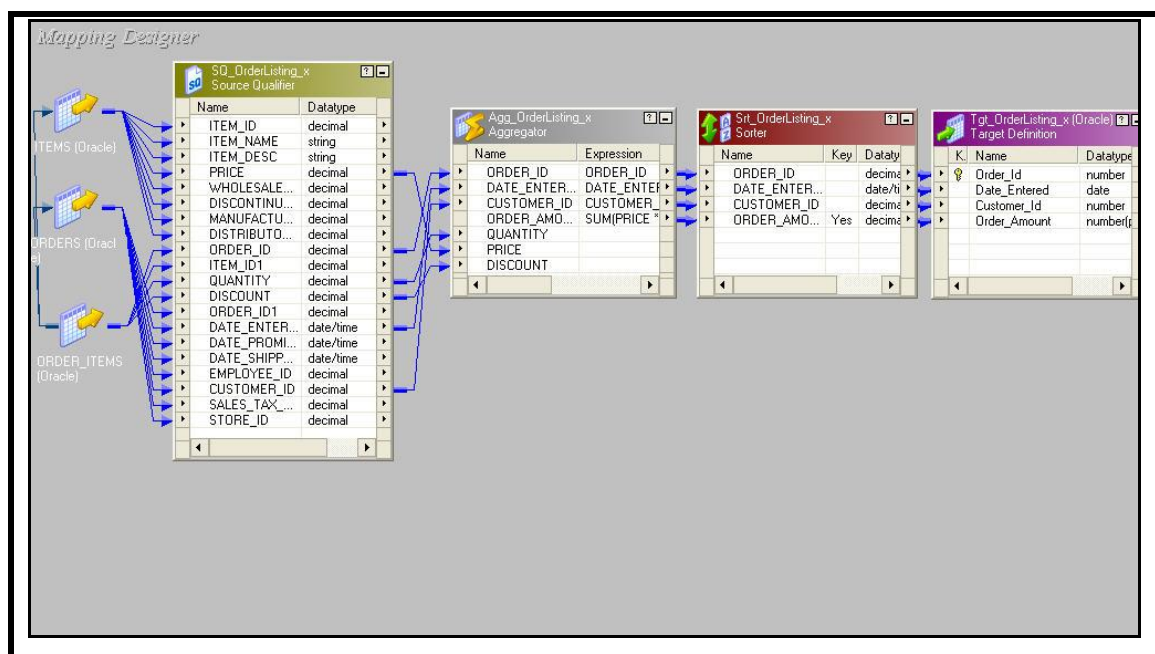 Mapping Designer
ITEMS (Oracle)
ORDERS (Oracl
e)
ORDER_ITEMS
(Oracle)
SQ_OrderListing_x
Source Qualifier
Name Datatype
ITEM_ID decimal
ITEM_NAME string
ITEM_DESC string
PRICE decimal
WHOLESALE... decimal
DISCONTINU... decimal
MANUFACTU... decimal
DISTRIBUTO... decimal
ORDER_ID decimal
ITEM_ID1 decimal
QUANTITY decimal
DISCOUNT decimal
ORDER_ID1 decimal
DATE_ENTER... date/time
DATE_PROMI... date/time
DATE_SHIPP... date/time
EMPLOYEE_ID decimal
CUSTOMER_ID decimal
SALES_TAX_... decimal
STORE_ID decimal
Agg_OrderListing_x
Aggregator
Name Expression
ORDER_ID ORDER_ID
DATE_ENTER... DATE_ENTER
CUSTOMER_ID CUSTOMER_
ORDER_AMO... SUM(PRICE *
QUANTITY
PRICE
DISCOUNT
Srt_OrderListing_x
Sorter
Name Key Dataty
ORDER_ID decima
DATE_ENTER... date/ti
CUSTOMER_ID decima
ORDER_AMO... Yes decima
Tgt_OrderListing_x (Oracle)
Target Definition
K. Name Datatype
Order_Id number
Date_Entered date
Customer_Id number
Order_Amount number(p